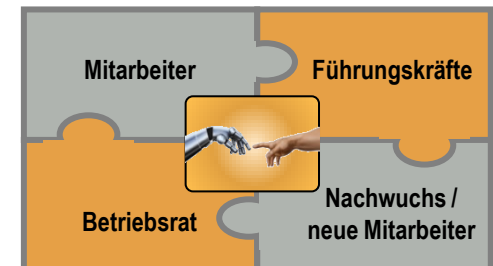 Mitarbeiter
Führungskräfte
Betriebsrat
Nachwuchs /
neue Mitarbeiter